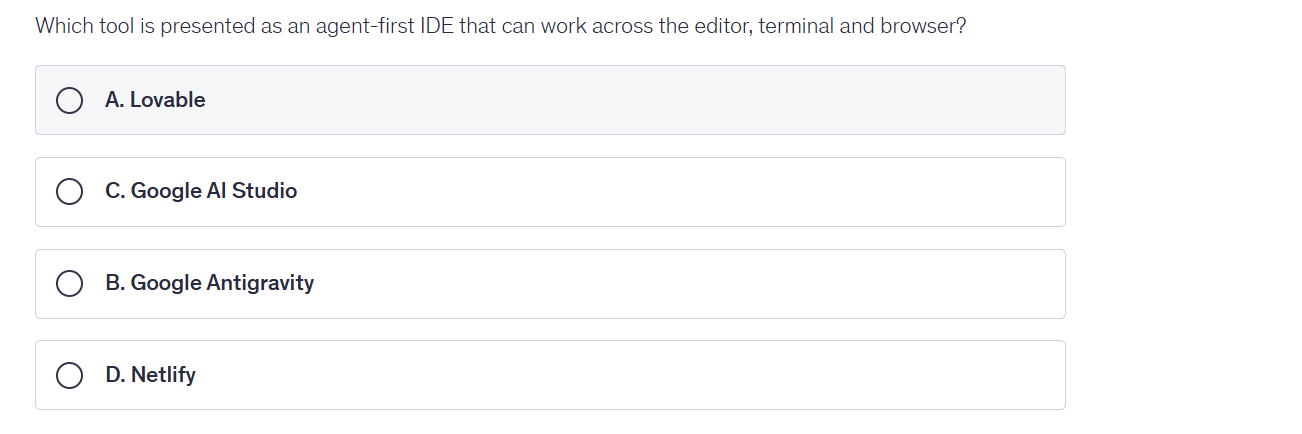 Which tool is presented as an agent-first IDE that can work across the editor, terminal and browser?
A. Lovable
C. Google AI Studio
B. Google Antigravity
D. Netlify